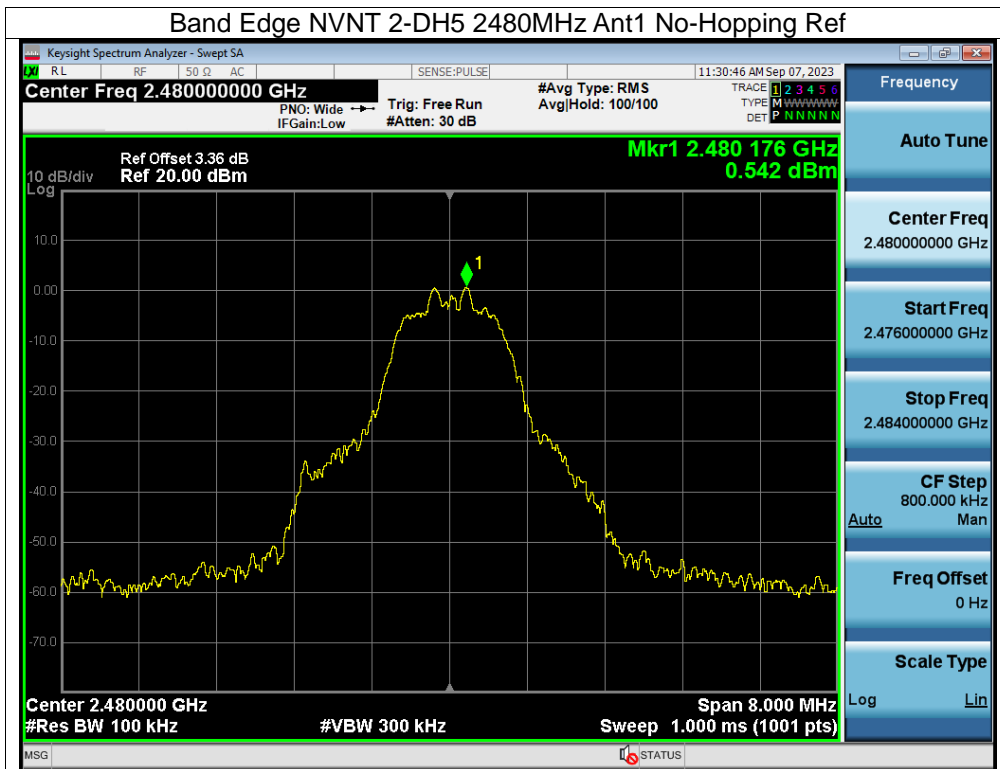 Band Edge NVNT 2-DH5 2480MHz Ant1 No-Hopping Ref
Keysight Spectrum Analyzer - Swept SA
LXI RL RF 50 Ω AC SENSE:PULSE 11:30:46 AM Sep 07, 2023
Center Freq 2.480000000 GHz
PNO: Wide
IFGain:Low
Trig: Free Run
#Atten: 30 dB
#Avg Type: RMS
Avg|Hold: 100/100
TRACE 1 2 3 4 5 6
TYPE M W W W W W
DET P N N N N N
Mkr1 2.480 176 GHz
0.542 dBm
Ref Offset 3.36 dB
10 dB/div Ref 20.00 dBm
Log
10.0
0.00
-10.0
-20.0
-30.0
-40.0
-50.0
-60.0
-70.0
1
Center 2.480000 GHz Span 8.000 MHz
#Res BW 100 kHz #VBW 300 kHz Sweep 1.000 ms (1001 pts)
MSG STATUS
Frequency
Auto Tune
Center Freq
2.480000000 GHz
Start Freq
2.476000000 GHz
Stop Freq
2.484000000 GHz
CF Step
800.000 kHz
Auto Man
Freq Offset
0 Hz
Scale Type
Log Lin